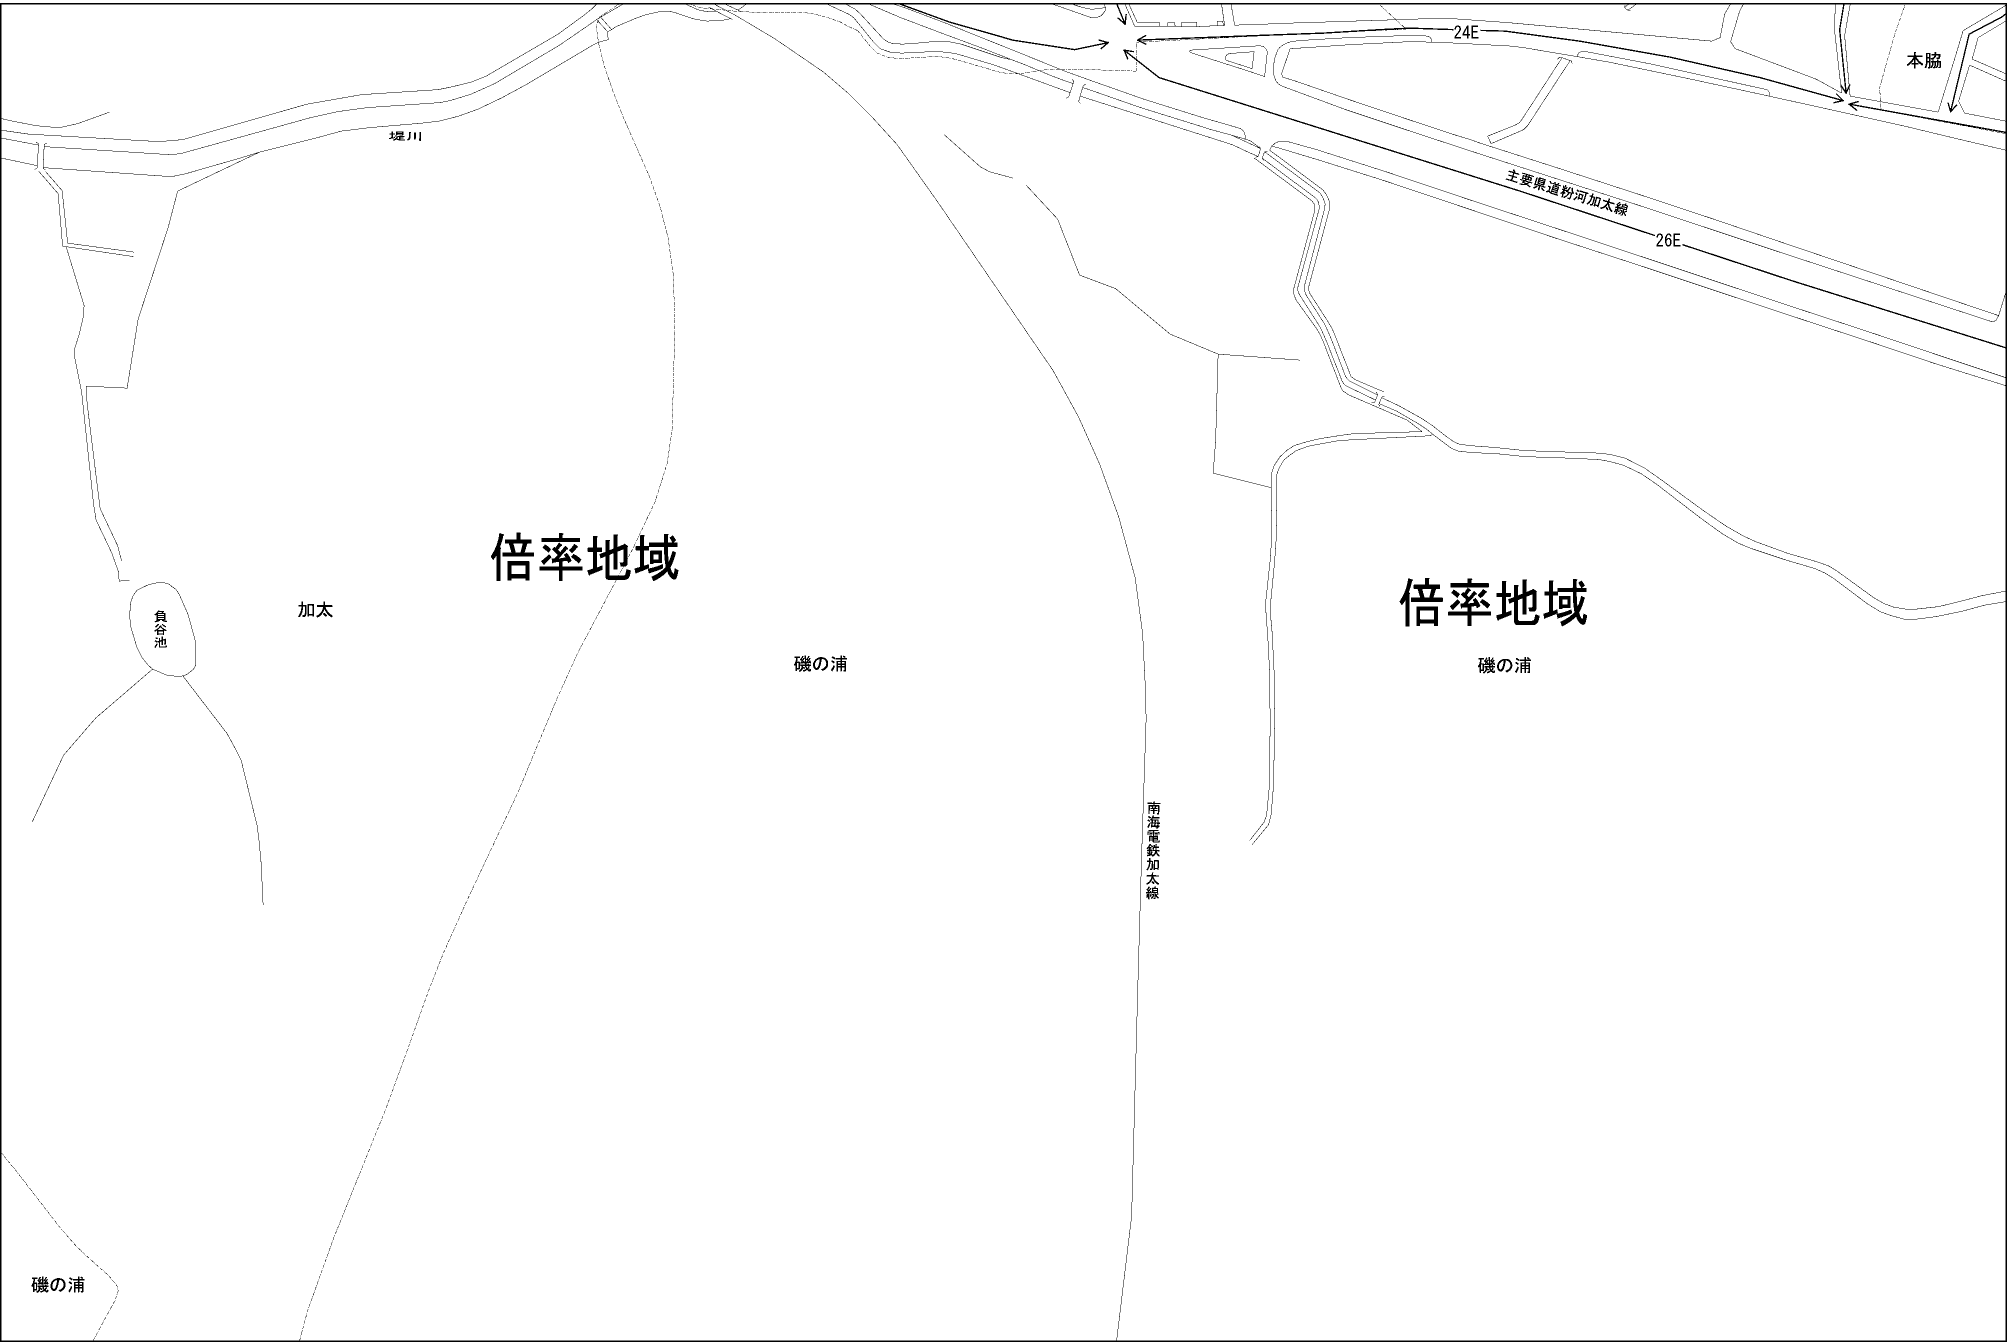 24E
本脇
堤川
主要県道粉河加太線
26E
倍率地域
倍率地域
加太
負谷池
磯の浦
磯の浦
南海電鉄加太線
磯の浦